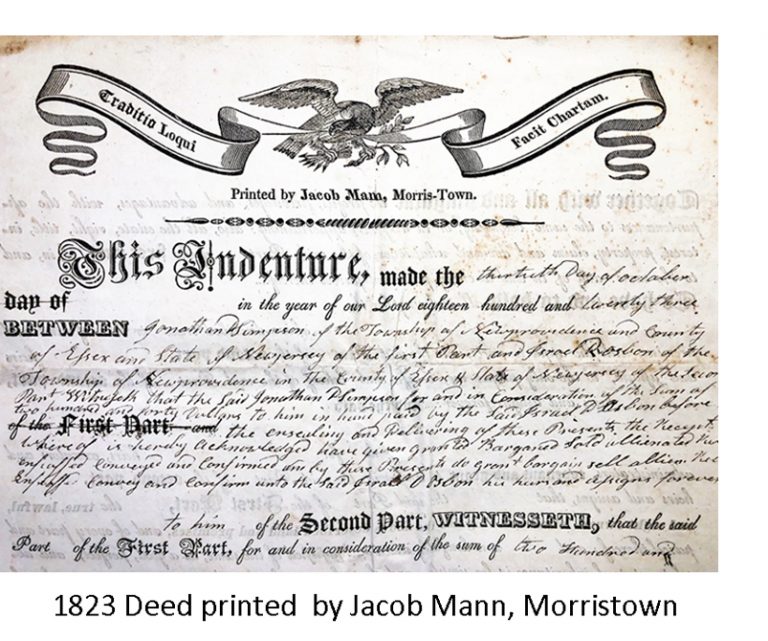 Traditio Loqui
Facit Chartam.
Printed by Jacob Mann, Morris-Town.
This Indenture, made the thirtieth Day of october
day of in the year of our Lord eighteen hundred and twenty three
BETWEEN Jonathan Simpson of the Township of Newprovidence and County
of Essex and State of Newjersey of the first Part and Israel Rosbon of the
Township of Newprovidence in the County of Essex & State of Newjersey of the
Part Witnesseth that the Said Jonathan Simpson for and in Consideration of the Sum of
two hundred and forty Dollars to him in hand paid by the Said Israel D Osbon before
of the First Part and the enseuling and Delivering of these Presents the Receipt
Whereof is hereby Acknowledged have given granted Barganed Sold allienated
enfeoffed Conveyed and Confirmed and by these Presents do grant bargain sell allien
Enfeoffed Convey and Confirm unto the Said Israel D Osbon his heirs and assigns forever
to him of the Second Part, WITNESSETH, that the said
Part of the First Part, for and in consideration of the sum of two Hundred and
1823 Deed printed by Jacob Mann, Morristown